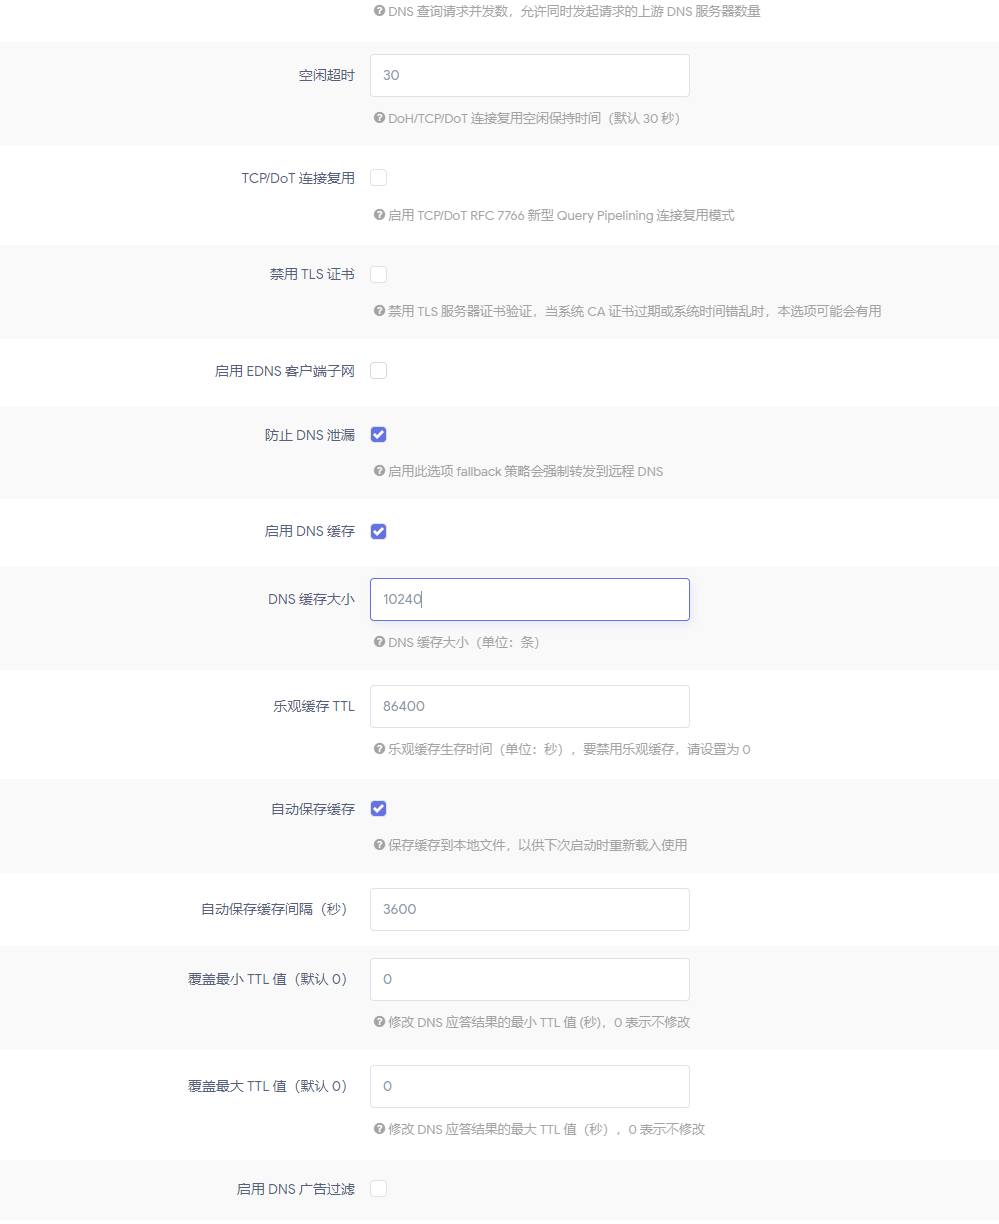 DNS 查询请求并发数，允许同时发起请求的上游 DNS 服务器数量
空闲超时
30
DoH/TCP/DoT 连接复用空闲保持时间（默认 30 秒）
TCP/DoT 连接复用
启用 TCP/DoT RFC 7766 新型 Query Pipelining 连接复用模式
禁用 TLS 证书
禁用 TLS 服务器证书验证，当系统 CA 证书过期或系统时间错乱时，本选项可能会有用
启用 EDNS 客户端子网
防止 DNS 泄漏
启用此选项 fallback 策略会强制转发到远程 DNS
启用 DNS 缓存
DNS 缓存大小
10240
DNS 缓存大小（单位：条）
乐观缓存 TTL
86400
乐观缓存生存时间（单位：秒），要禁用乐观缓存，请设置为 0
自动保存缓存
保存缓存到本地文件，以供下次启动时重新载入使用
自动保存缓存间隔（秒）
3600
覆盖最小 TTL 值（默认 0）
0
修改 DNS 应答结果的最小 TTL 值 (秒)，0 表示不修改
覆盖最大 TTL 值（默认 0）
0
修改 DNS 应答结果的最大 TTL 值（秒），0 表示不修改
启用 DNS 广告过滤